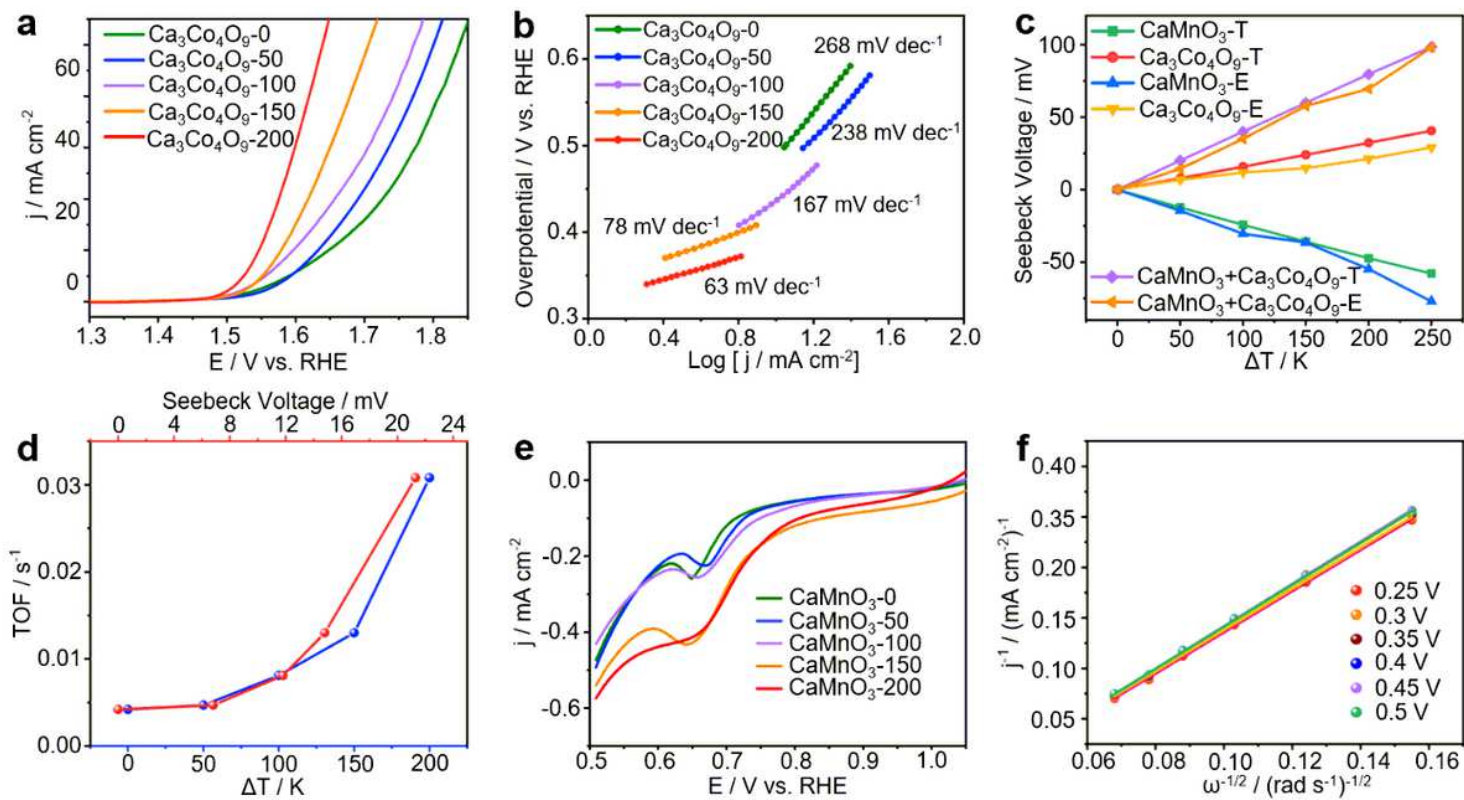 a
Ca₃Co₄O₉-0
Ca₃Co₄O₉-50
Ca₃Co₄O₉-100
Ca₃Co₄O₉-150
Ca₃Co₄O₉-200
60
40
20
0
j / mA cm⁻²
1.3 1.4 1.5 1.6 1.7 1.8
E / V vs. RHE
b
Ca₃Co₄O₉-0
Ca₃Co₄O₉-50
Ca₃Co₄O₉-100
Ca₃Co₄O₉-150
Ca₃Co₄O₉-200
268 mV dec⁻¹
238 mV dec⁻¹
167 mV dec⁻¹
78 mV dec⁻¹
63 mV dec⁻¹
0.6
0.5
0.4
0.3
Overpotential / V vs. RHE
0.0 0.4 0.8 1.2 1.6 2.0
Log [ j / mA cm⁻²]
c
CaMnO₃-T
Ca₃Co₄O₉-T
CaMnO₃-E
Ca₃Co₄O₉-E
CaMnO₃+Ca₃Co₄O₉-T
CaMnO₃+Ca₃Co₄O₉-E
100
50
0
-50
Seebeck Voltage / mV
0 50 100 150 200 250
ΔT / K
d
Seebeck Voltage / mV
0 4 6 12 16 20 24
0.03
0.02
0.01
0.00
TOF / s⁻¹
0 50 100 150 200
ΔT / K
e
0.0
-0.2
-0.4
-0.6
j / mA cm⁻²
CaMnO₃-0
CaMnO₃-50
CaMnO₃-100
CaMnO₃-150
CaMnO₃-200
0.5 0.6 0.7 0.8 0.9 1.0
E / V vs. RHE
f
0.40
0.35
0.20
0.10
0.05
j⁻¹ / (mA cm⁻²)⁻¹
0.25 V
0.3 V
0.35 V
0.4 V
0.45 V
0.5 V
0.06 0.08 0.10 0.12 0.14 0.16
ω⁻¹/² / (rad s⁻¹)⁻¹/²